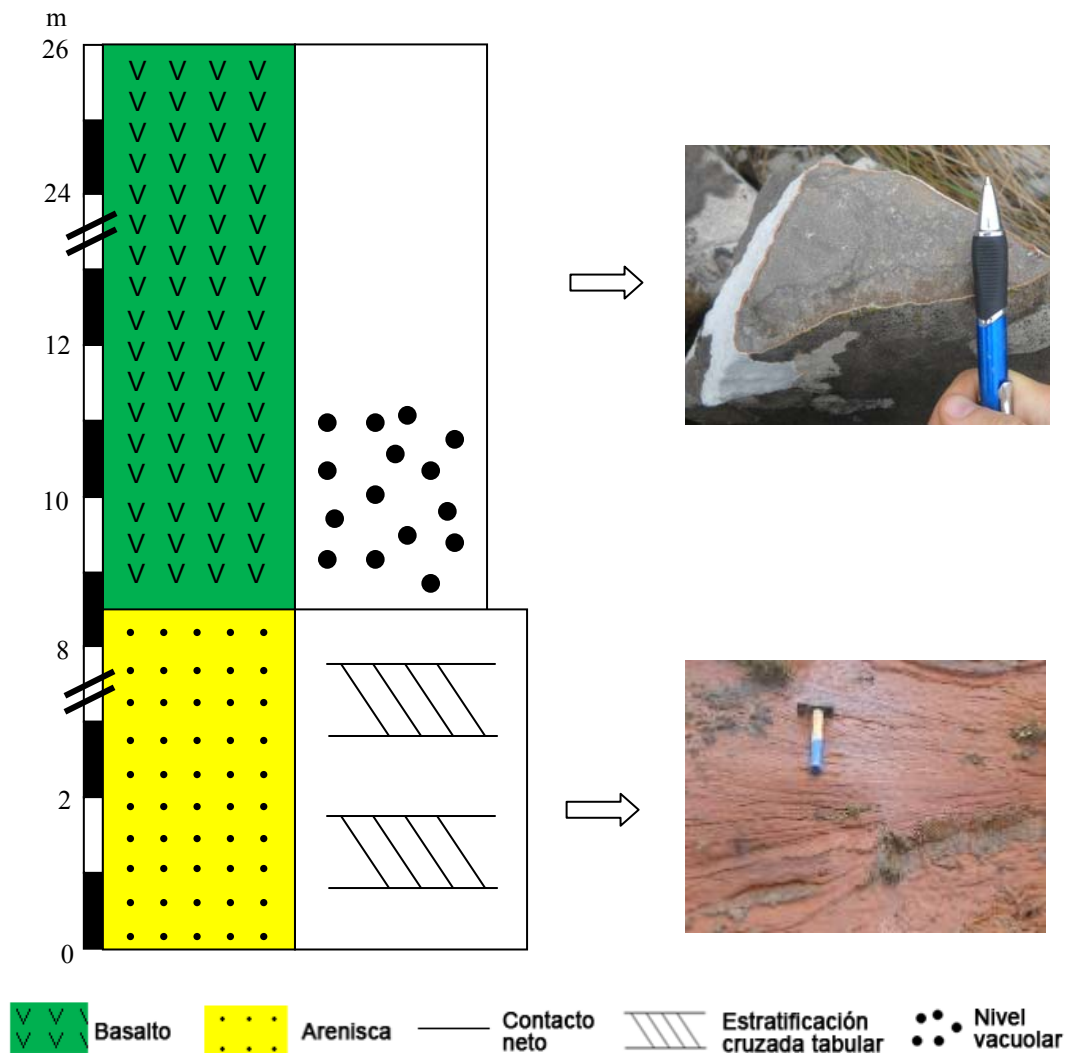 m
26
24
12
10
8
2
0
Basalto
Arenisca
Contacto
neto
Estratificación
cruzada tabular
Nivel
vacuolar